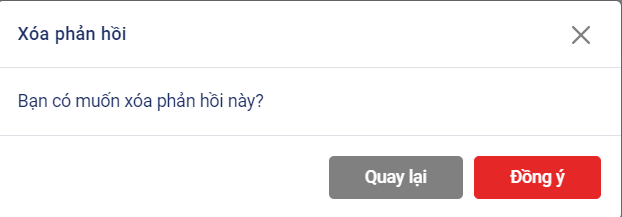 Xóa phản hồi
Bạn có muốn xóa phản hồi này?
Quay lại
Đồng ý